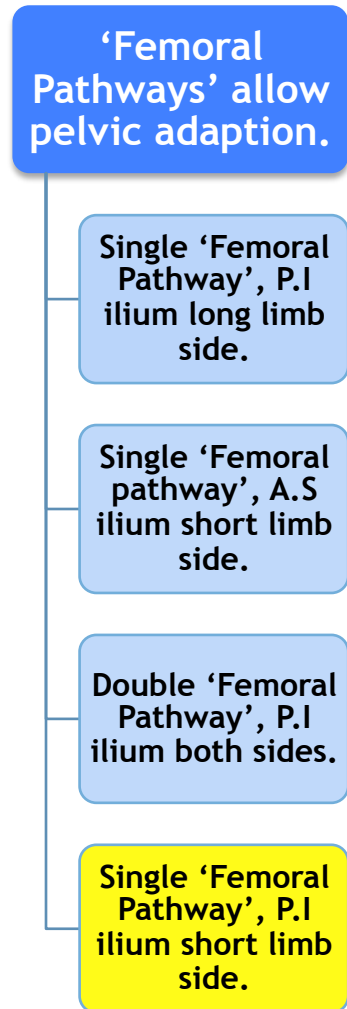 ‘Femoral
Pathways’ allow
pelvic adaption.
Single ‘Femoral
Pathway’, P.I
ilium long limb
side.
Single ‘Femoral
pathway’, A.S
ilium short limb
side.
Double ‘Femoral
Pathway’, P.I
ilium both sides.
Single ‘Femoral
Pathway’, P.I
ilium short limb
side.